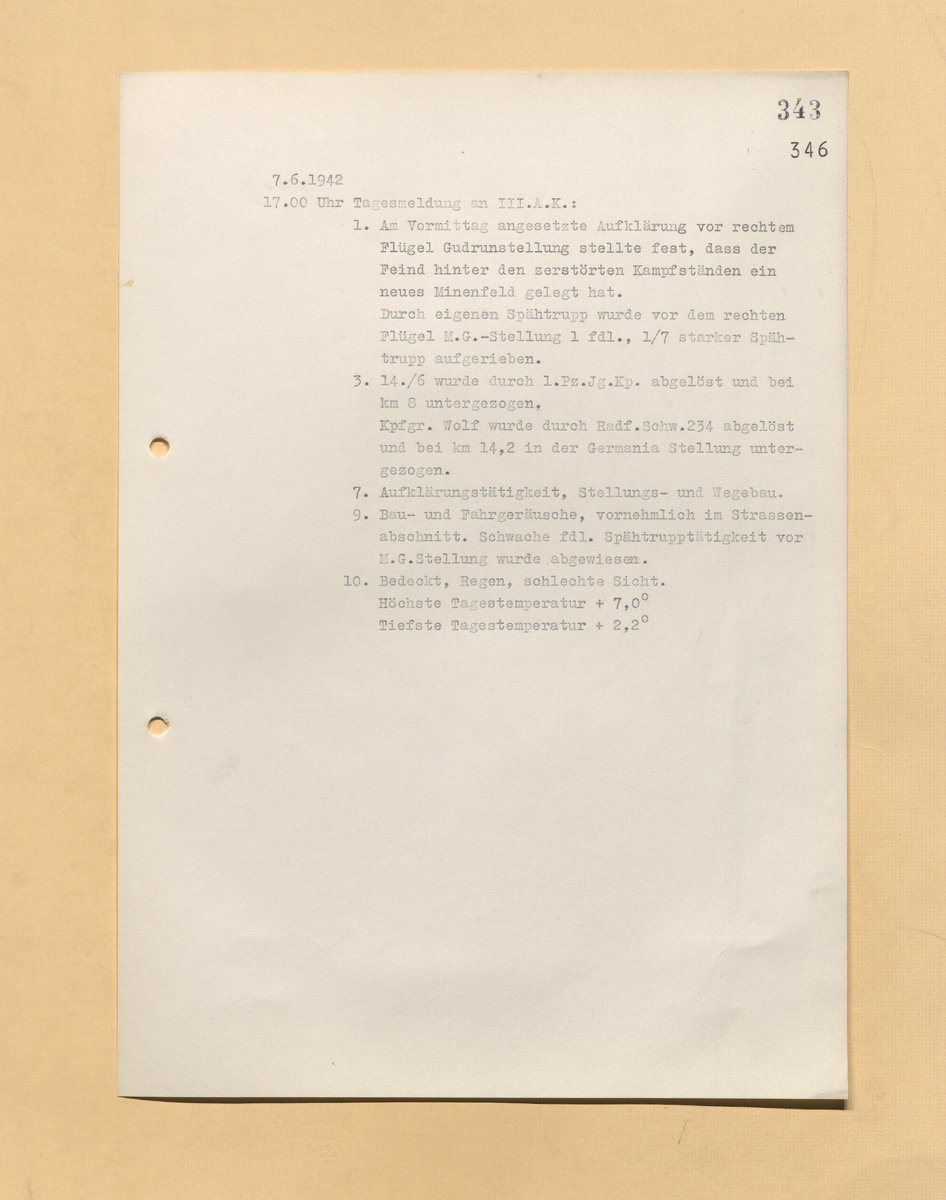 343
346
7.6.1942
17.00 Uhr Tagesmeldung an III.A.K.:
1. Am Vormittag angesetzte Aufklärung vor rechtem
Flügel Gudrunstellung stellte fest, dass der
Feind hinter den zerstörten Kampfständen ein
neues Minenfeld gelegt hat.
Durch eigenen Spähtrupp wurde vor dem rechten
Flügel M.G.-Stellung 1 fdl., 1/7 starker Späh-
trupp aufgerieben.
3. 14./6 wurde durch 1.Pz.Jg.Kp. abgelöst und bei
km 8 untergezogen.
Kpfgr. Wolf wurde durch Radf.Schw.234 abgelöst
und bei km 14,2 in der Germania Stellung unter-
gezogen.
7. Aufklärungstätigkeit, Stellungs- und Wegebau.
9. Bau- und Fahrgeräusche, vornehmlich im Strassen-
abschnitt. Schwache fdl. Spähtrupptätigkeit vor
M.G.Stellung wurde abgewiesen.
10. Bedeckt, Regen, schlechte Sicht.
Höchste Tagestemperatur + 7,0°
Tiefste Tagestemperatur + 2,2°